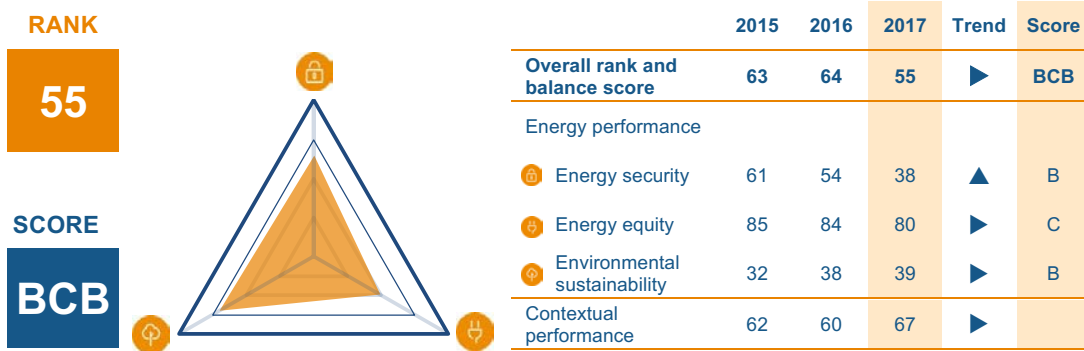 RANK
55
SCORE
BCB
2015 2016 2017 Trend Score
Overall rank and
balance score 63 64 55 BCB
Energy performance
Energy security 61 54 38 B
Energy equity 85 84 80 C
Environmental
sustainability 32 38 39 B
Contextual
performance 62 60 67